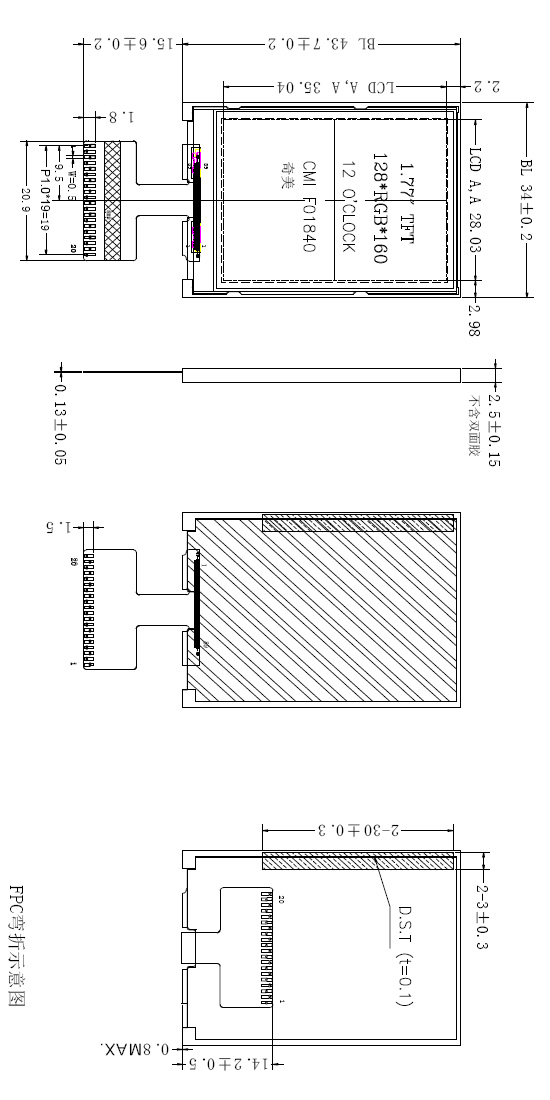 15.6±0.2
BL 43.7±0.2
LCD A,A 35.04
2.2
1.8
BL 34±0.2
LCD A,A 28.03
2.98
1.77" TFT
128*RGB*160
12 O'CLOCK
CMI F01840
奇美
W=0.5
9.5
P1.0*19=19
20.9
20
0.13±0.05
2.5±0.15
不含双面胶
1.5
20
1
2-30±0.3
2-3±0.3
D.S.T (t=0.1)
20
1
0.8MAX.
14.2±0.5
FPC弯折示意图